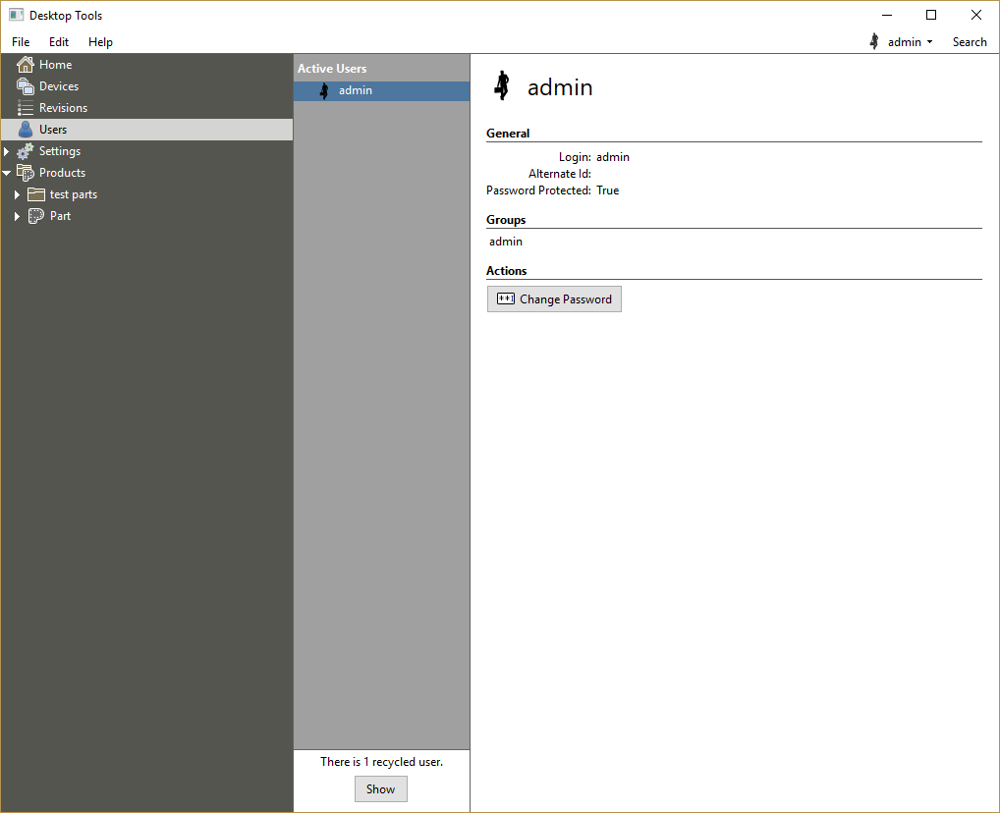 Desktop Tools
File Edit Help admin Search
Home
Devices
Revisions
Users
Settings
Products
test parts
Part
Active Users
admin
There is 1 recycled user.
Show
admin
General
Login: admin
Alternate Id:
Password Protected: True
Groups
admin
Actions
Change Password